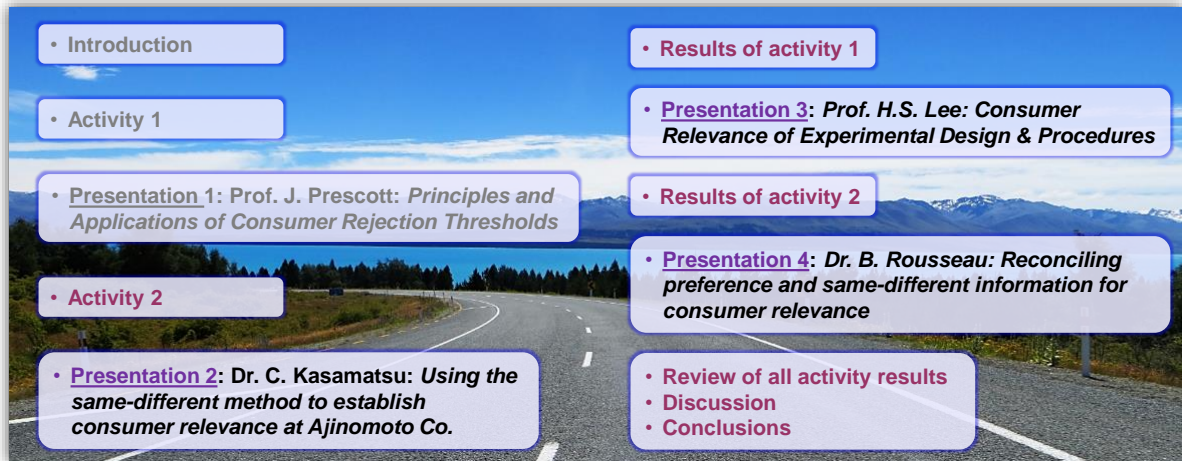 • Introduction
• Activity 1
• Presentation 1: Prof. J. Prescott: Principles and
Applications of Consumer Rejection Thresholds
• Activity 2
• Presentation 2: Dr. C. Kasamatsu: Using the
same-different method to establish
consumer relevance at Ajinomoto Co.
• Results of activity 1
• Presentation 3: Prof. H.S. Lee: Consumer
Relevance of Experimental Design & Procedures
• Results of activity 2
• Presentation 4: Dr. B. Rousseau: Reconciling
preference and same-different information for
consumer relevance
• Review of all activity results
• Discussion
• Conclusions